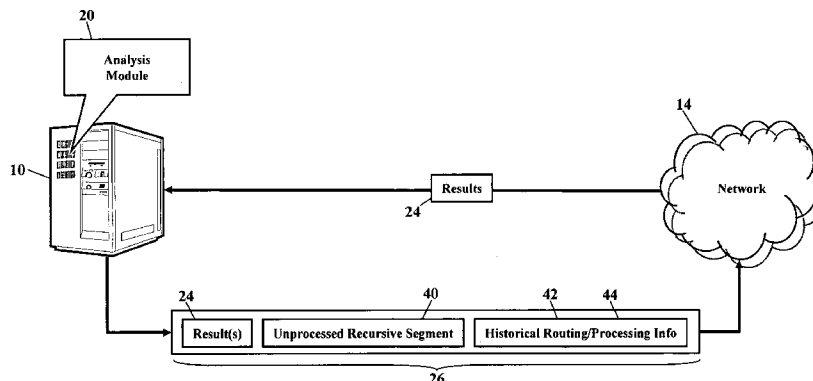 20
Analysis
Module
14
10
Results
Network
24
24
40
42
44
Result(s)
Unprocessed Recursive Segment
Historical Routing/Processing Info
26